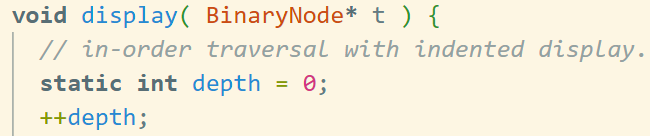 void display( BinaryNode* t ) {
// in-order traversal with indented display.
static int depth = 0;
++depth;